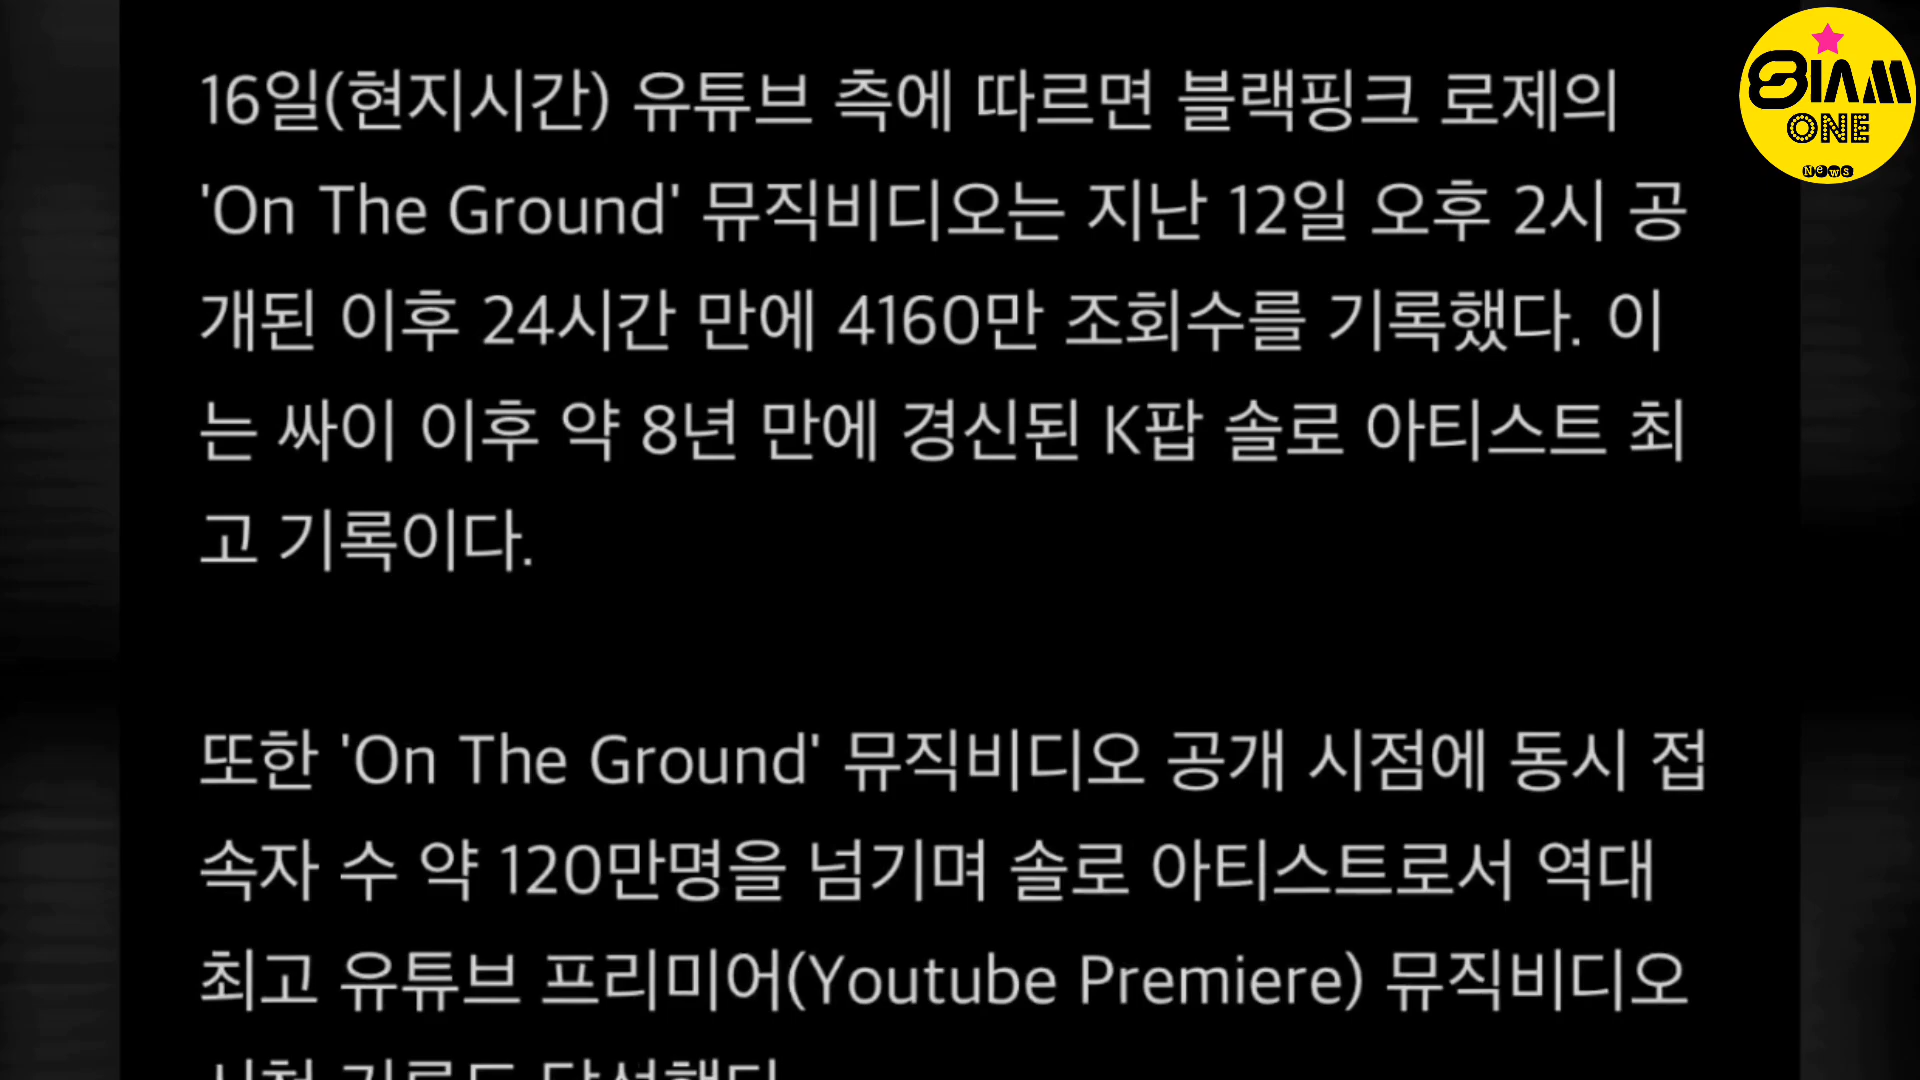 16일(현지시간) 유튜브 측에 따르면 블랙핑크 로제의
'On The Ground' 뮤직비디오는 지난 12일 오후 2시 공
개된 이후 24시간 만에 4160만 조회수를 기록했다. 이
는 싸이 이후 약 8년 만에 경신된 K팝 솔로 아티스트 최
고 기록이다.
또한 'On The Ground' 뮤직비디오 공개 시점에 동시 접
속자 수 약 120만명을 넘기며 솔로 아티스트로서 역대
최고 유튜브 프리미어(Youtube Premiere) 뮤직비디오
SIAM
ONE
News